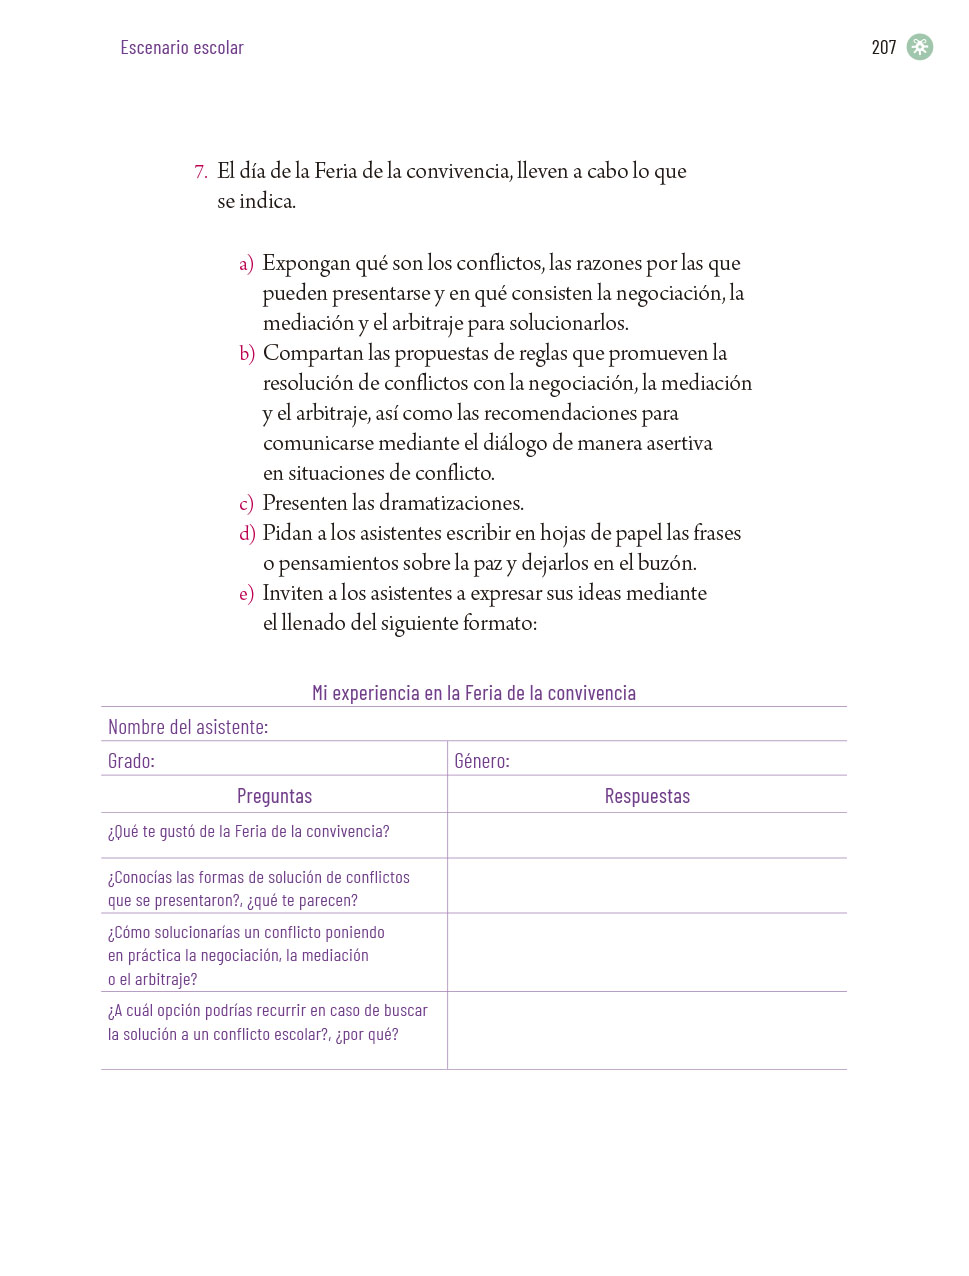 Escenario escolar
207
7. El día de la Feria de la convivencia, lleven a cabo lo que
se indica.
a) Expongan qué son los conflictos, las razones por las que
pueden presentarse y en qué consisten la negociación, la
mediación y el arbitraje para solucionarlos.
b) Compartan las propuestas de reglas que promueven la
resolución de conflictos con la negociación, la mediación
y el arbitraje, así como las recomendaciones para
comunicarse mediante el diálogo de manera asertiva
en situaciones de conflicto.
c) Presenten las dramatizaciones.
d) Pidan a los asistentes escribir en hojas de papel las frases
o pensamientos sobre la paz y dejarlos en el buzón.
e) Inviten a los asistentes a expresar sus ideas mediante
el llenado del siguiente formato:
Mi experiencia en la Feria de la convivencia
Nombre del asistente:
Grado:
Género:
Preguntas
Respuestas
¿Qué te gustó de la Feria de la convivencia?
¿Conocías las formas de solución de conflictos
que se presentaron?, ¿qué te parecen?
¿Cómo solucionarías un conflicto poniendo
en práctica la negociación, la mediación
o el arbitraje?
¿A cuál opción podrías recurrir en caso de buscar
la solución a un conflicto escolar?, ¿por qué?